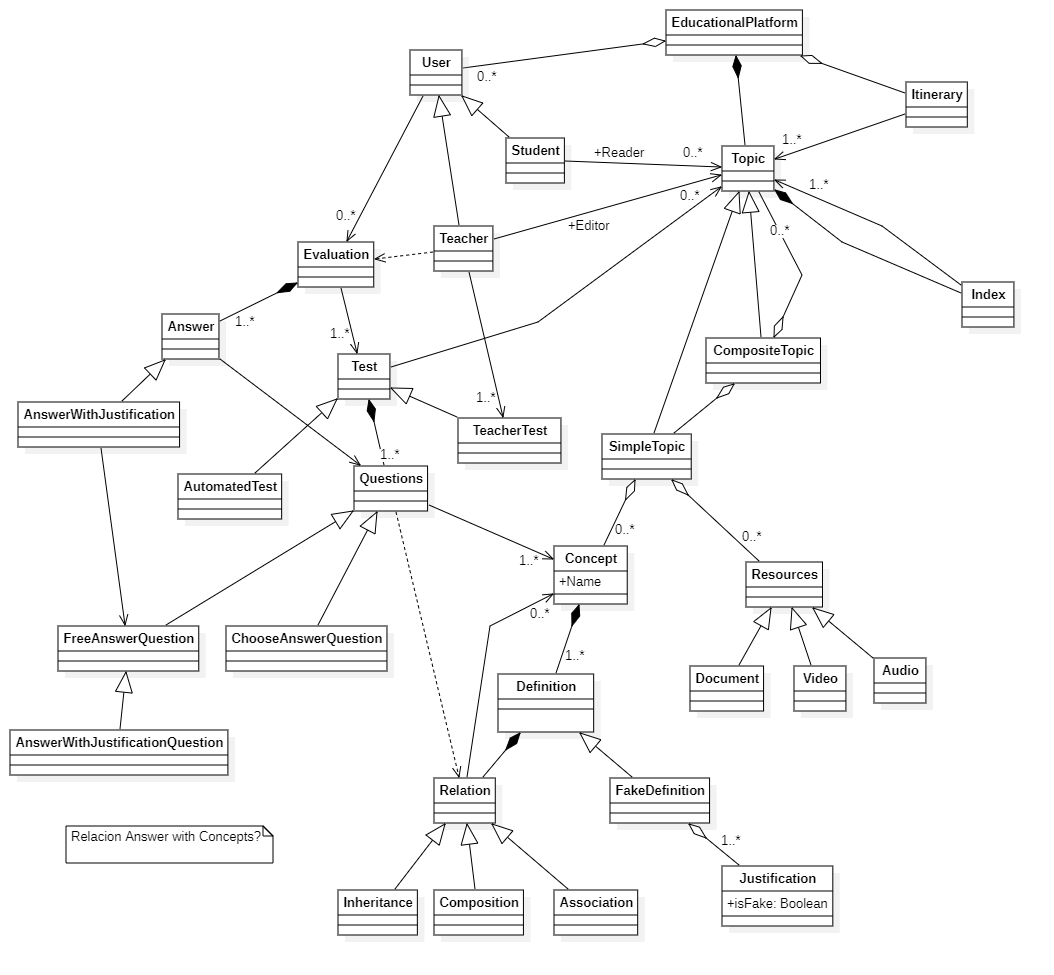 EducationalPlatform
User
0..*
Itinerary
Student
+Reader
0..*
1..*
Topic
1..*
0..*
0..*
+Editor
0..*
Teacher
Evaluation
Index
1..*
Answer
1..*
CompositeTopic
Test
1..*
AnswerWithJustification
TeacherTest
SimpleTopic
1..*
AutomatedTest
Questions
0..*
0..*
1..*
Concept
+Name
Resources
0..*
FreeAnswerQuestion
ChooseAnswerQuestion
1..*
Document
Video
Audio
Definition
AnswerWithJustificationQuestion
Relation
FakeDefinition
Relacion Answer with Concepts?
1..*
Justification
+isFake: Boolean
Inheritance
Composition
Association